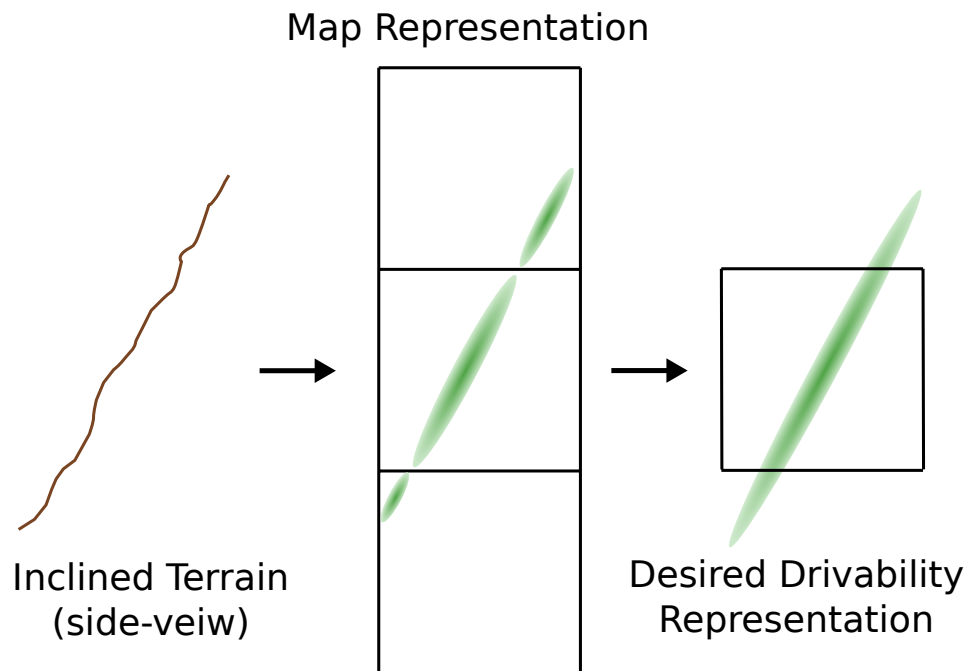 Map Representation
Inclined Terrain
(side-veiw)
Desired Drivability
Representation